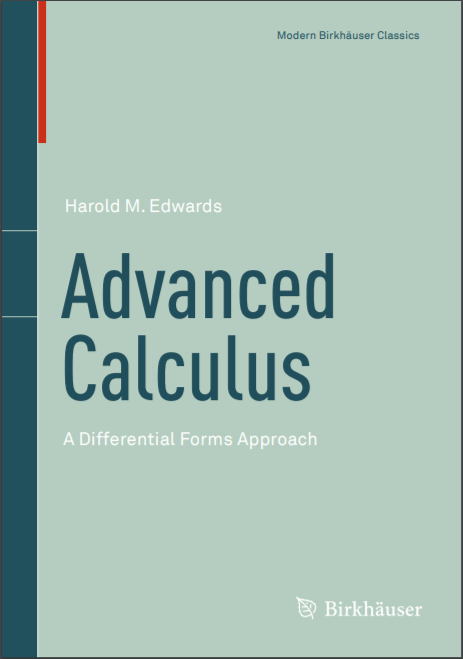 Modern Birkhäuser Classics
Harold M. Edwards
Advanced
Calculus
A Differential Forms Approach
Birkhäuser